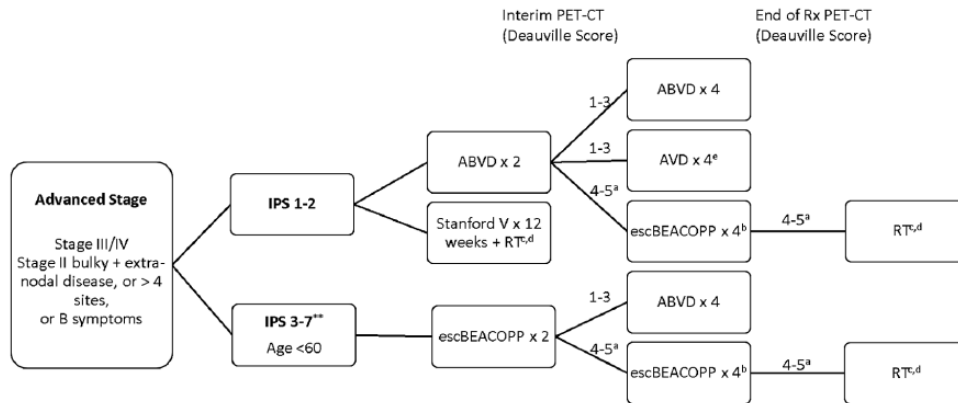 Interim PET-CT
(Deauville Score)
End of Rx PET-CT
(Deauville Score)
Advanced Stage
Stage III/IV
Stage II bulky + extra-
nodal disease, or > 4
sites,
or B symptoms
IPS 1-2
ABVD x 2
Stanford V x 12
weeks + RTᶜ,ᵈ
1-3
ABVD x 4
1-3
AVD x 4ᵉ
4-5ᵃ
escBEACOPP x 4ᵇ
4-5ᵃ
RTᶜ,ᵈ
IPS 3-7**
Age <60
escBEACOPP x 2
1-3
ABVD x 4
4-5ᵃ
escBEACOPP x 4ᵇ
4-5ᵃ
RTᶜ,ᵈ